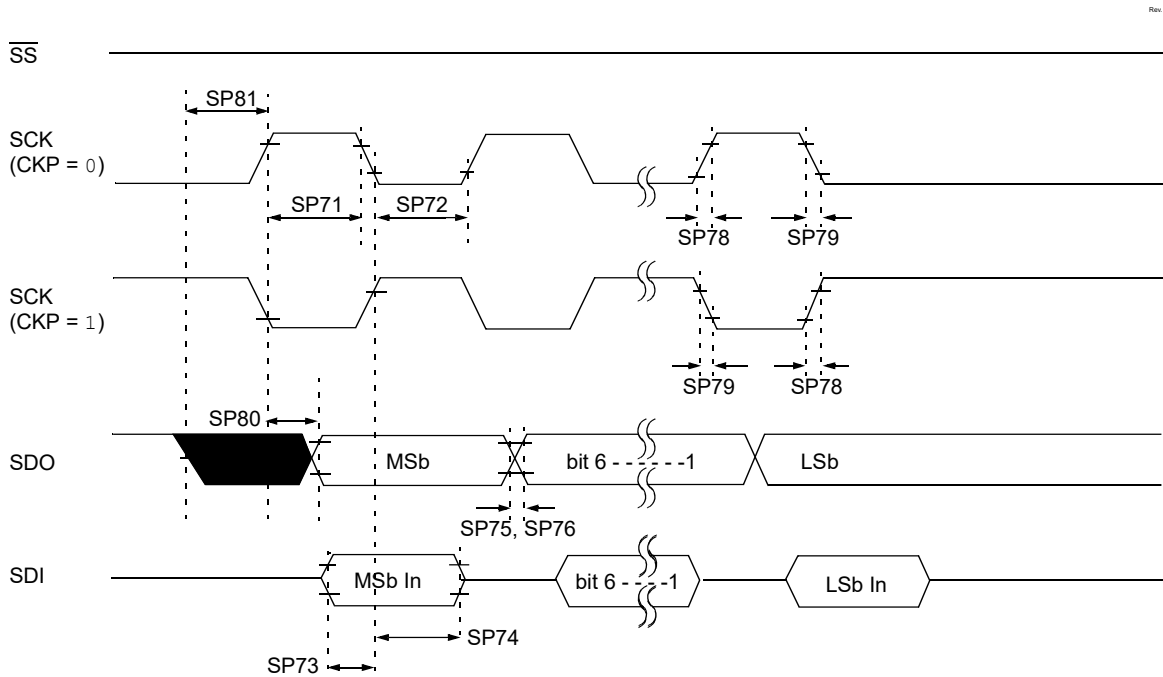 Rev.
SS
SP81
SCK
(CKP = 0)
SP71
SP72
SP78
SP79
SCK
(CKP = 1)
SP79
SP78
SP80
SDO
MSb
bit 6 - - - - - -1
LSb
SP75, SP76
SDI
MSb In
bit 6 - - - -1
LSb In
SP74
SP73